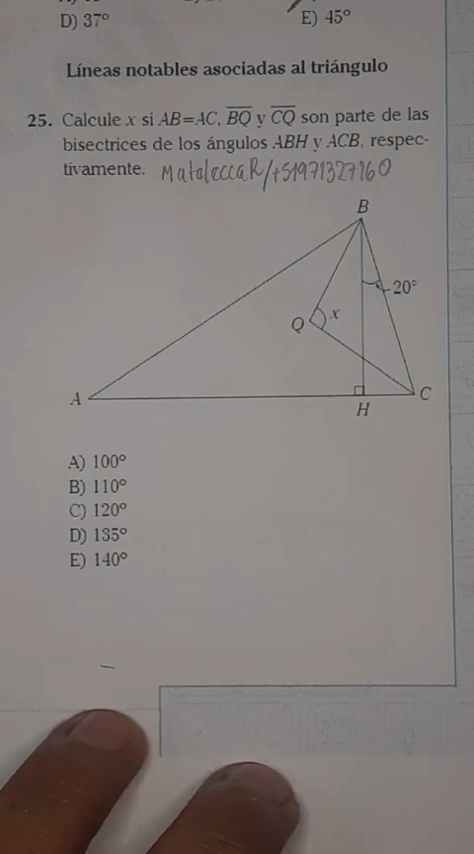 D) 37°
E) 45°
Líneas notables asociadas al triángulo
25. Calcule x si AB=AC, BQ y CQ son parte de las
bisectrices de los ángulos ABH y ACB, respec-
tivamente. MataleccaR/+51971327160
B
20°
Q
x
A
C
H
A) 100°
B) 110°
C) 120°
D) 135°
E) 140°